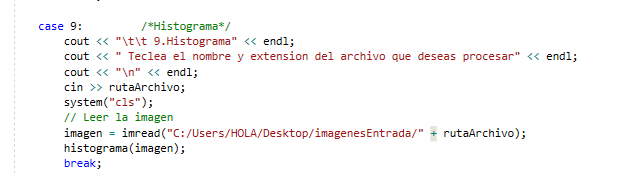 case 9: /*Histograma*/
cout << "\t\t 9.Histograma" << endl;
cout << " Teclea el nombre y extension del archivo que deseas procesar" << endl;
cout << "\n" << endl;
cin >> rutaArchivo;
system("cls");
// Leer la imagen
imagen = imread("C:/Users/HOLA/Desktop/imagenesEntrada/" + rutaArchivo);
histograma(imagen);
break;